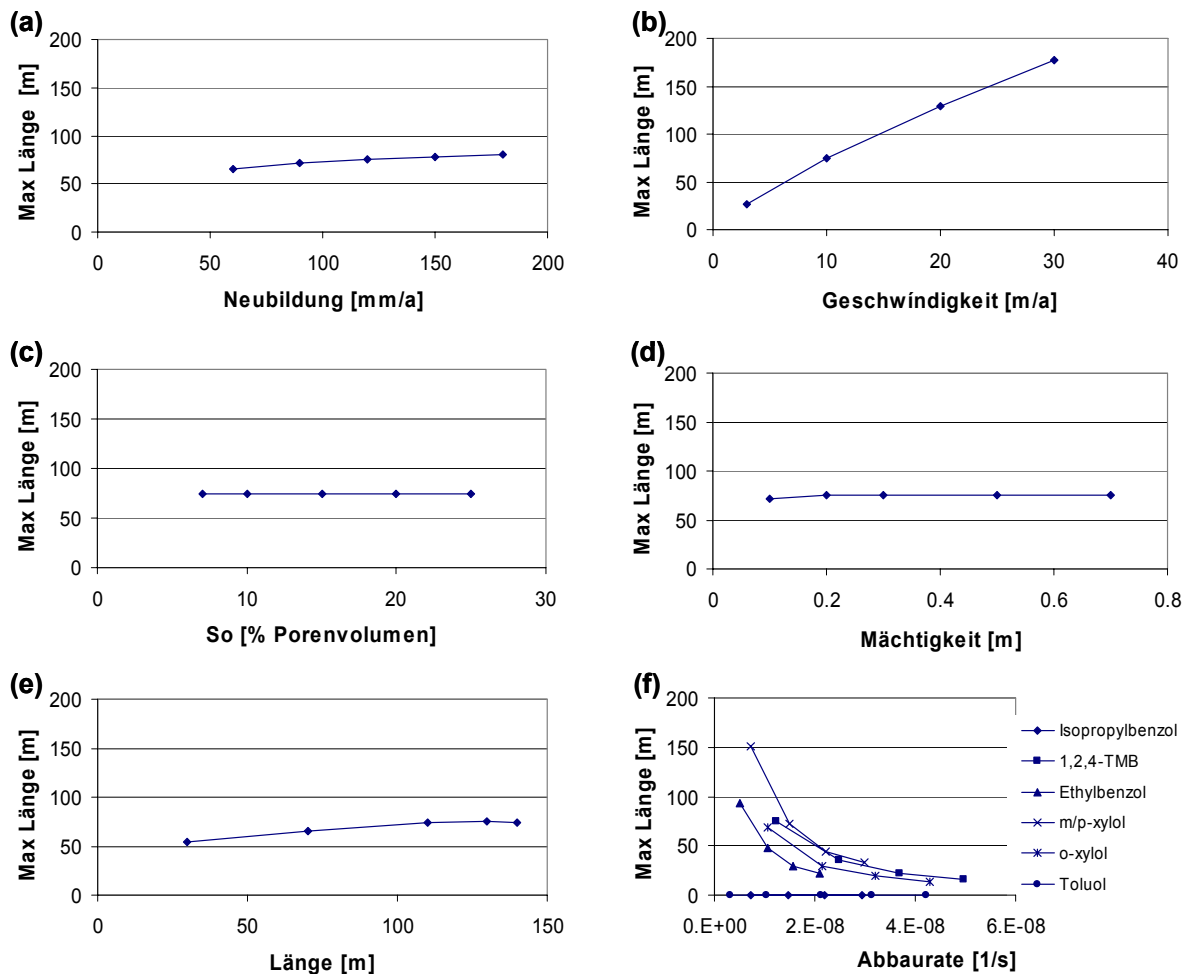 (a)
200
150
100
50
0
Max Länge [m]
0 50 100 150 200
Neubildung [mm/a]
(b)
200
150
100
50
0
Max Länge [m]
0 10 20 30 40
Geschwíndigkeit [m/a]
(c)
200
150
100
50
0
Max Länge [m]
0 10 20 30
So [% Porenvolumen]
(d)
200
150
100
50
0
Max Länge [m]
0 0.2 0.4 0.6 0.8
Mächtigkeit [m]
(e)
200
150
100
50
0
Max Länge [m]
0 50 100 150
Länge [m]
(f)
200
150
100
50
0
Max Länge [m]
0.E+00 2.E-08 4.E-08 6.E-08
Abbaurate [1/s]
Isopropylbenzol
1,2,4-TMB
Ethylbenzol
m/p-xylol
o-xylol
Toluol